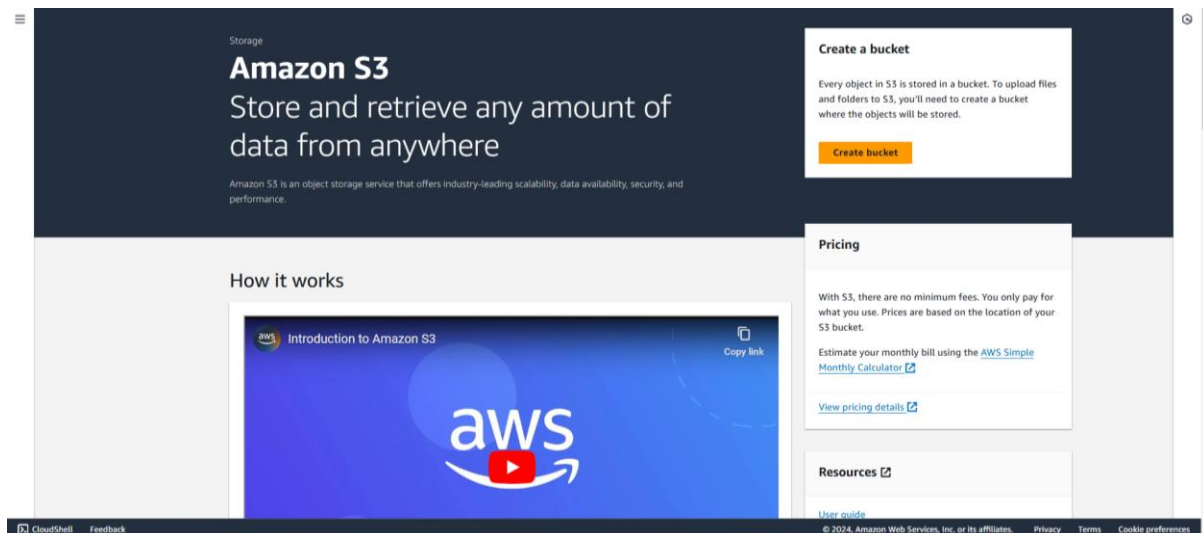 Storage
Amazon S3
Store and retrieve any amount of
data from anywhere
Amazon S3 is an object storage service that offers industry-leading scalability, data availability, security, and
performance.
Create a bucket
Every object in S3 is stored in a bucket. To upload files
and folders to S3, you'll need to create a bucket
where the objects will be stored.
Create bucket
Pricing
With S3, there are no minimum fees. You only pay for
what you use. Prices are based on the location of your
S3 bucket.
Estimate your monthly bill using the AWS Simple
Monthly Calculator
View pricing details
How it works
aws
Introduction to Amazon S3
Copy link
aws
Resources
User guide
CloudShell
Feedback
© 2024, Amazon Web Services, Inc. or its affiliates.
Privacy
Terms
Cookie preferences